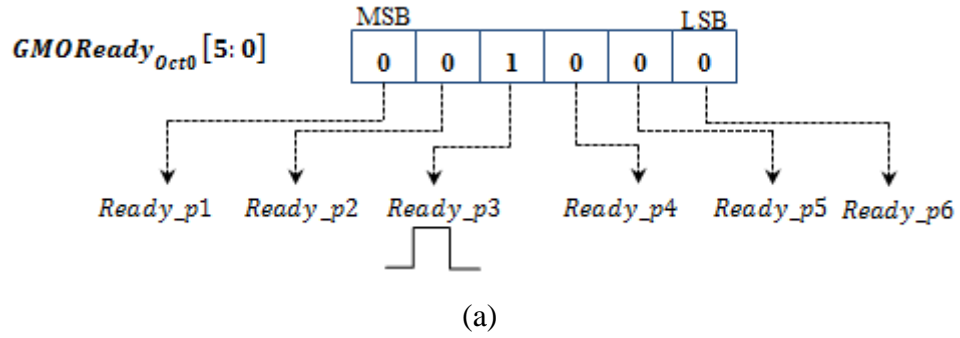 MSB LSB
GMOReady_Oct0[5:0] 0 0 1 0 0 0
Ready_p1 Ready_p2 Ready_p3 Ready_p4 Ready_p5 Ready_p6
(a)